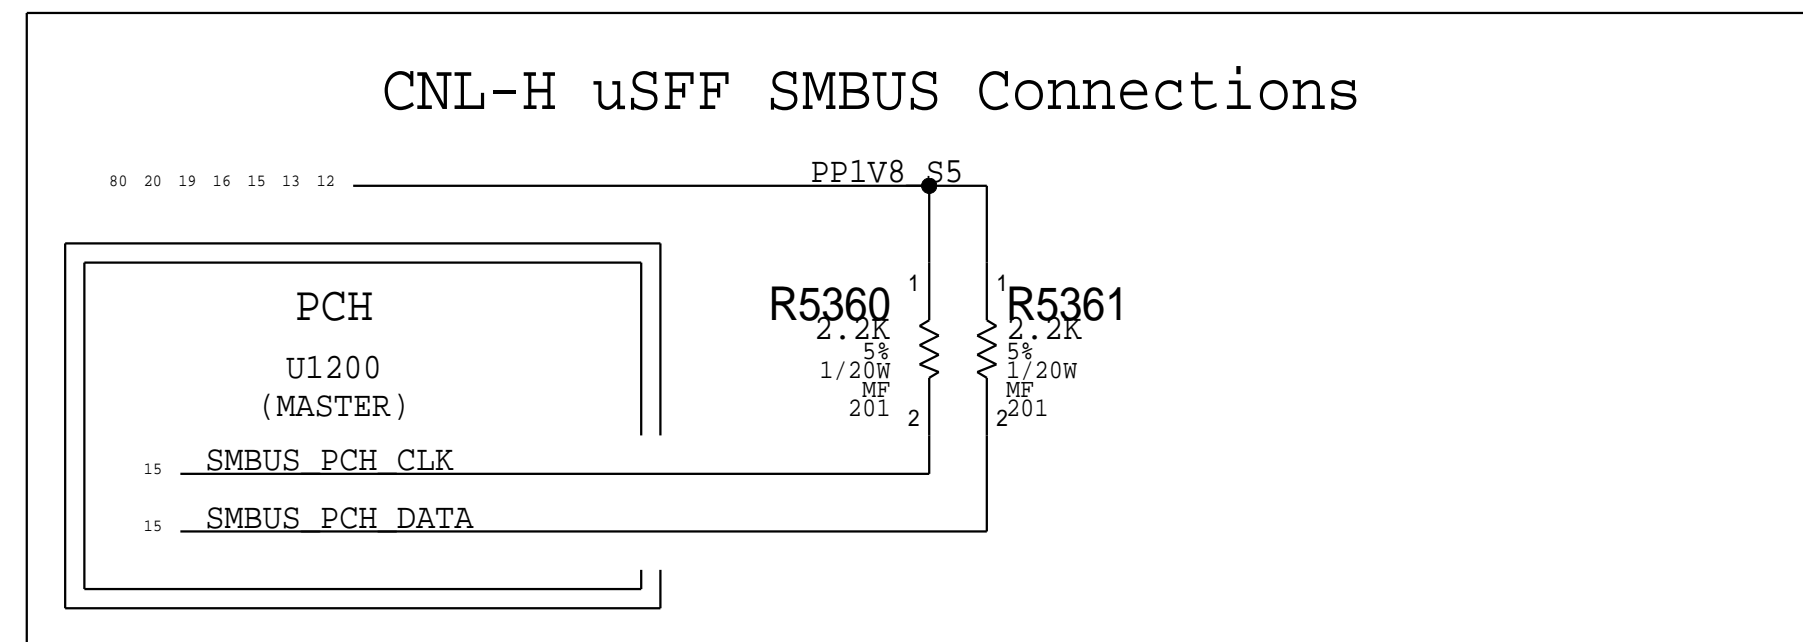 CNL-H uSFF SMBUS Connections
80 20 19 16 15 13 12
PP1V8_S5
PCH
U1200
(MASTER)
1
R5360
2.2K
5%
1/20W
MF
201
2
1
R5361
2.2K
5%
1/20W
MF
201
2
15 SMBUS_PCH_CLK
15 SMBUS_PCH_DATA